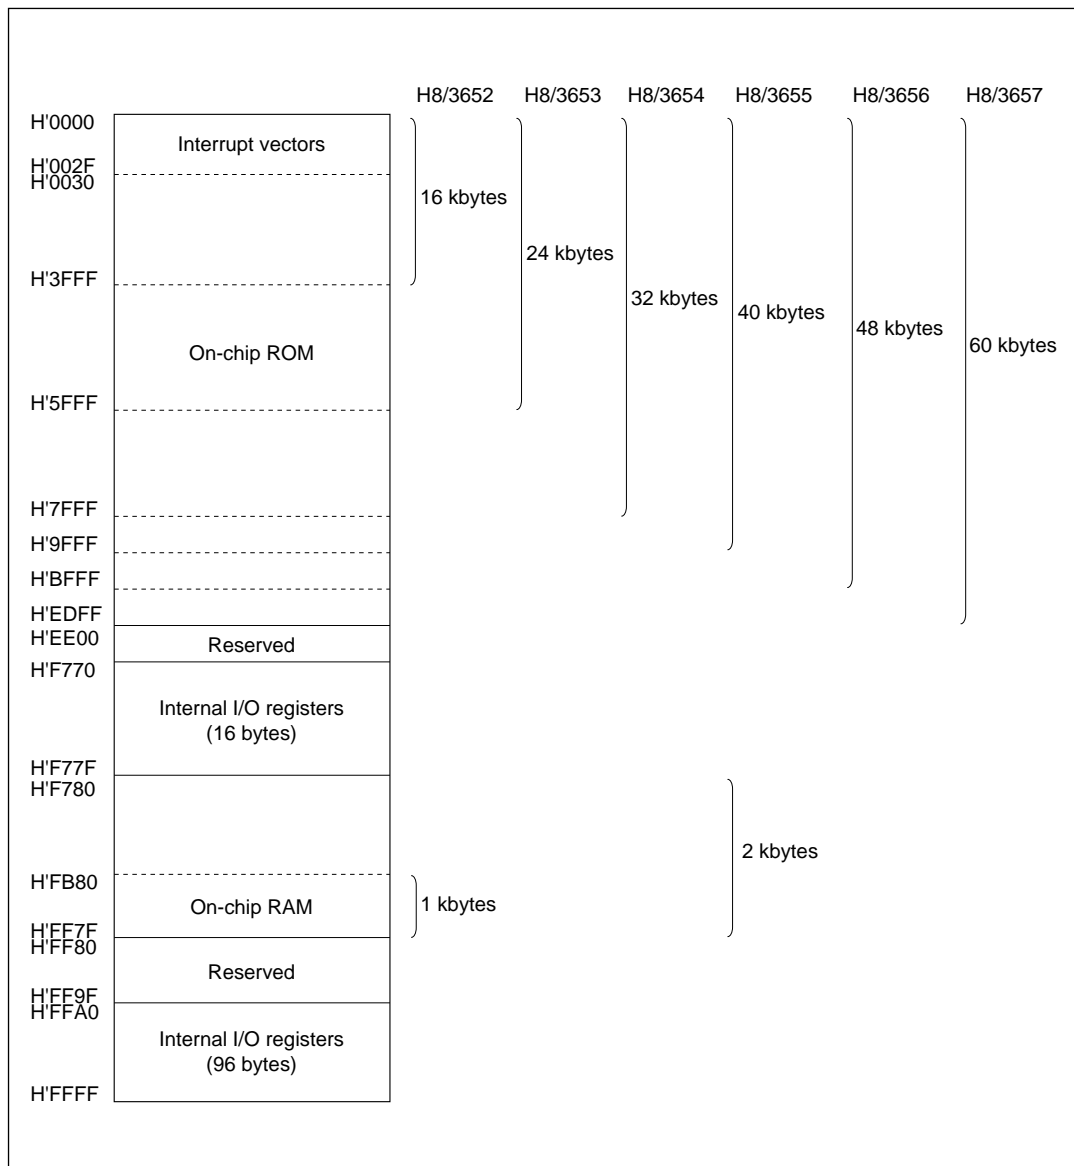 H8/3652 H8/3653 H8/3654 H8/3655 H8/3656 H8/3657
H'0000
Interrupt vectors
H'002F
H'0030
16 kbytes
24 kbytes
H'3FFF
32 kbytes
40 kbytes
48 kbytes
60 kbytes
On-chip ROM
H'5FFF
H'7FFF
H'9FFF
H'BFFF
H'EDFF
H'EE00
Reserved
H'F770
Internal I/O registers
(16 bytes)
H'F77F
H'F780
2 kbytes
H'FB80
On-chip RAM
1 kbytes
H'FF7F
H'FF80
Reserved
H'FF9F
H'FFA0
Internal I/O registers
(96 bytes)
H'FFFF